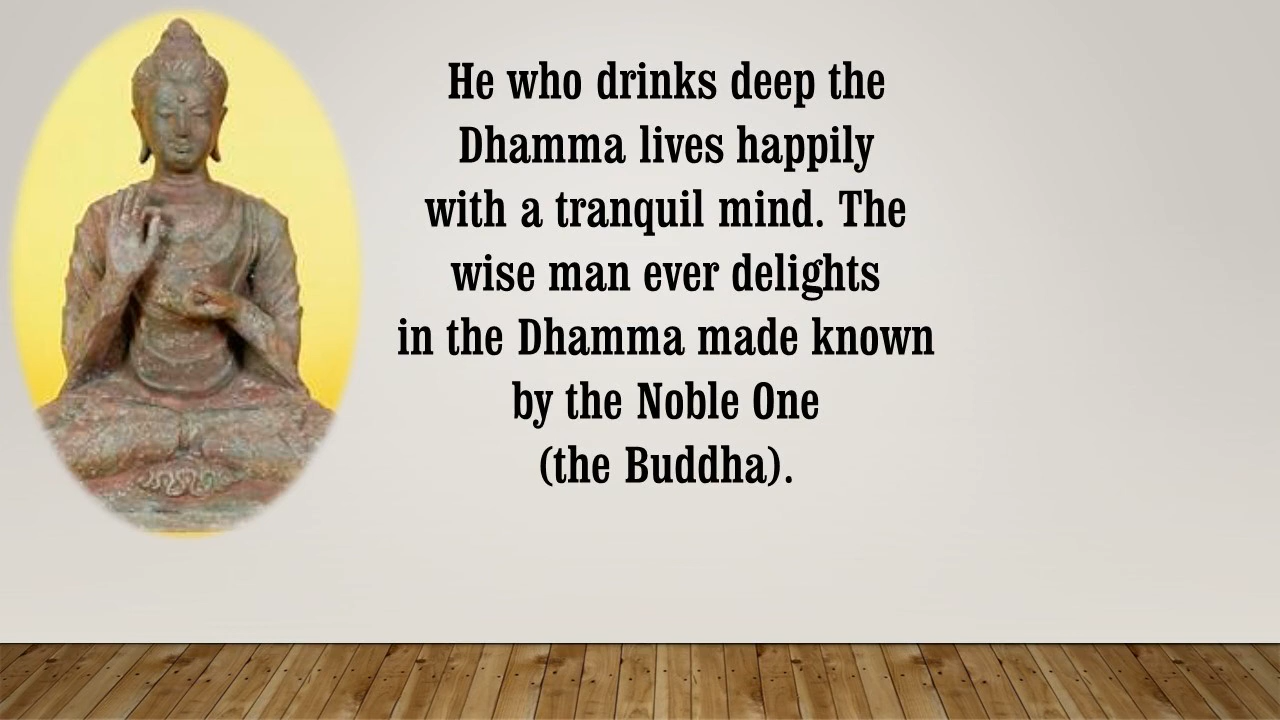 He who drinks deep the
Dhamma lives happily
with a tranquil mind. The
wise man ever delights
in the Dhamma made known
by the Noble One
(the Buddha).